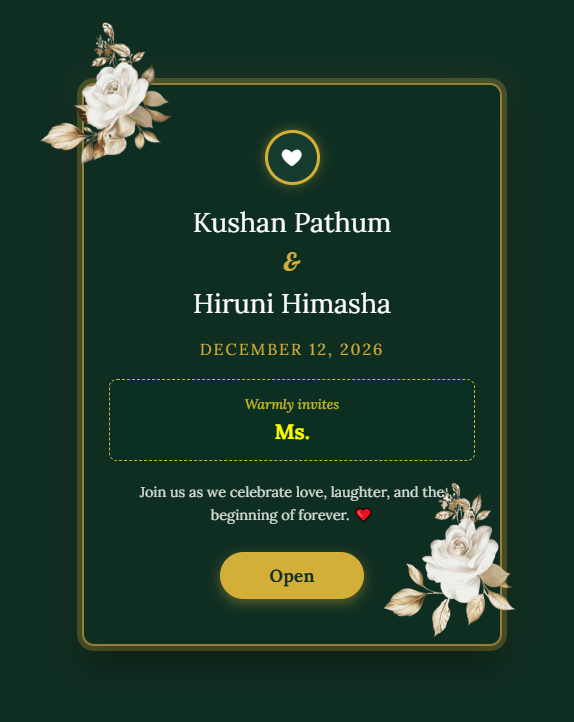 Kushan Pathum
&
Hiruni Himasha
DECEMBER 12, 2026
Warmly invites
Ms.
Join us as we celebrate love, laughter, and the
beginning of forever. ❤️
Open